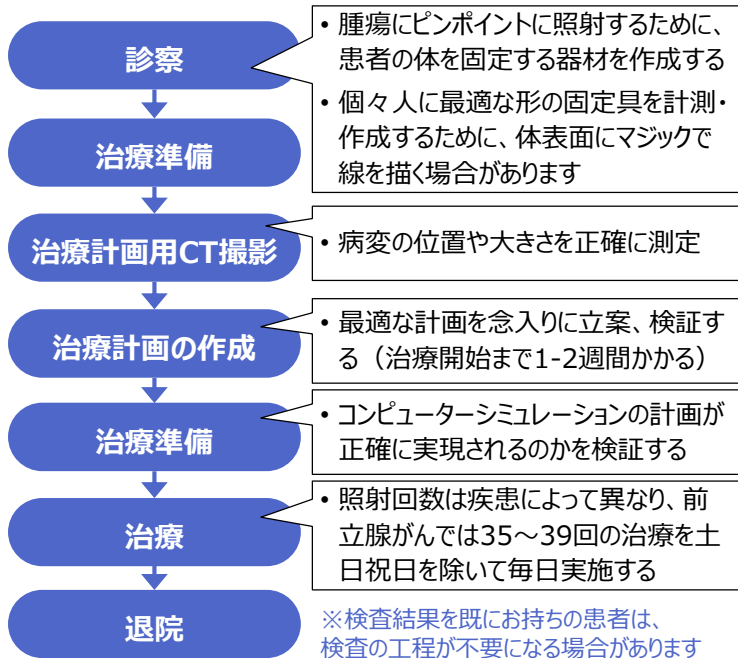 診察
・腫瘍にピンポイントに照射するために、
患者の体を固定する器材を作成する
・個々人に最適な形の固定具を計測・
作成するために、体表面にマジックで
線を描く場合があります
治療準備
治療計画用CT撮影
・病変の位置や大きさを正確に測定
治療計画の作成
・最適な計画を念入りに立案、検証す
る（治療開始まで1-2週間かかる）
治療準備
・コンピューターシミュレーションの計画が
正確に実現されるのかを検証する
治療
・照射回数は疾患によって異なり、前
立腺がんでは35～39回の治療を土
日祝日を除いて毎日実施する
退院
※検査結果を既にお持ちの患者は、
検査の工程が不要になる場合があります